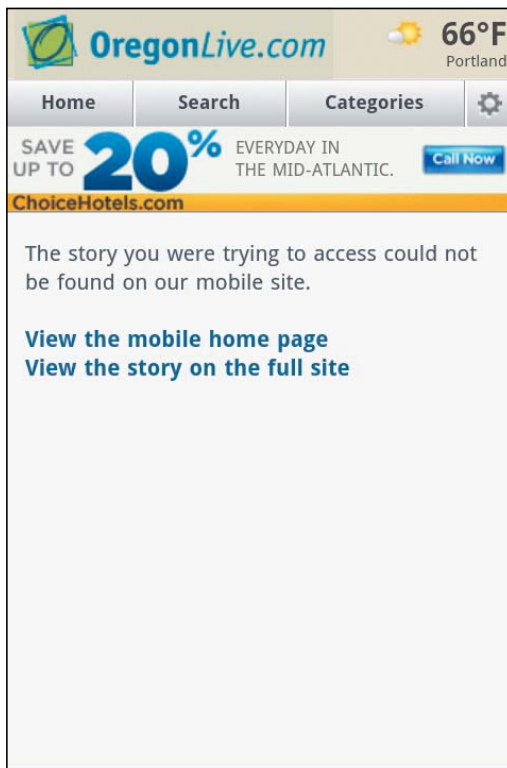 OregonLive.com
66°F
Portland
Home Search Categories
SAVE UP TO 20% EVERYDAY IN THE MID-ATLANTIC.
Call Now
ChoiceHotels.com
The story you were trying to access could not
be found on our mobile site.
View the mobile home page
View the story on the full site